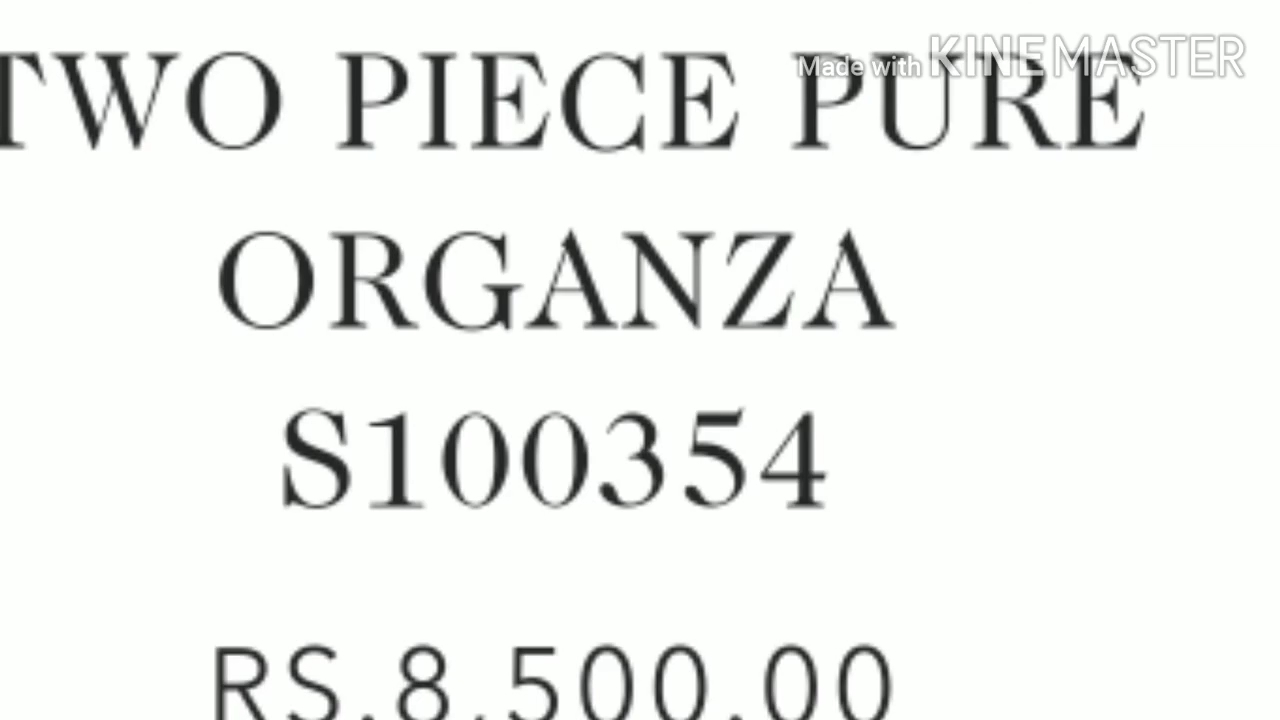 Made with KINEMASTER
TWO PIECE PURE
ORGANZA
S100354
RS.8,500.00